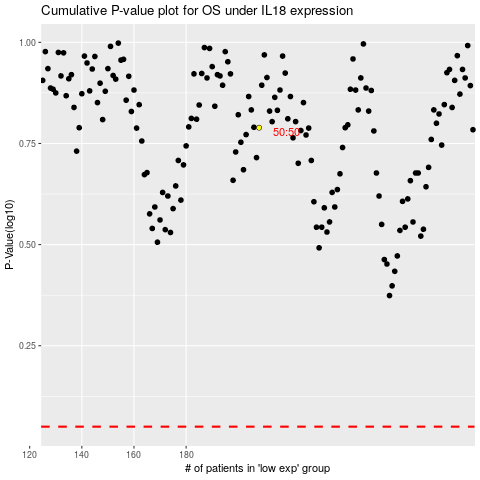 Cumulative P-value plot for OS under IL18 expression
P-Value(log10)
1.00
0.75
0.50
0.25
50:50
120 140 160 180
# of patients in 'low exp' group